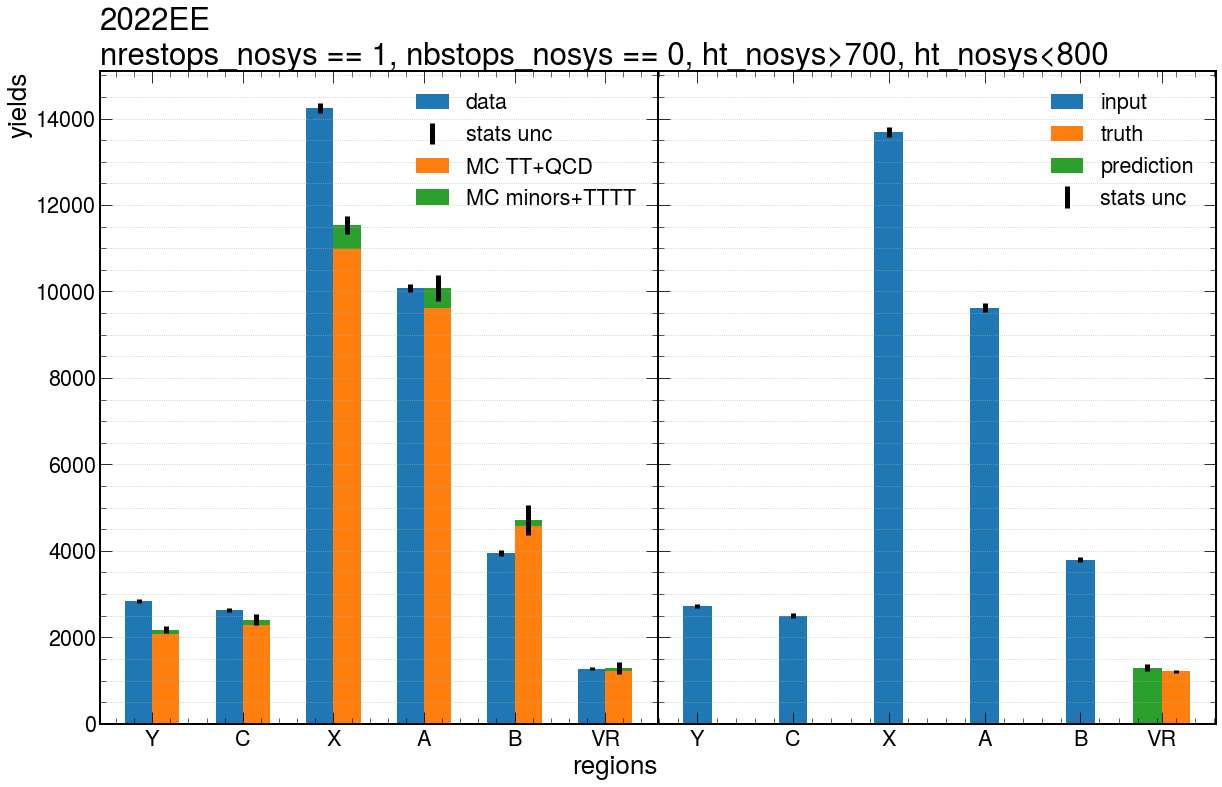 2022EE
nrestops_nosys == 1, nbstops_nosys == 0, ht_nosys>700, ht_nosys<800
yields
14000
12000
10000
8000
6000
4000
2000
0
data
stats unc
MC TT+QCD
MC minors+TTTT
input
truth
prediction
stats unc
Y C X A B VR
Y C X A B VR
regions